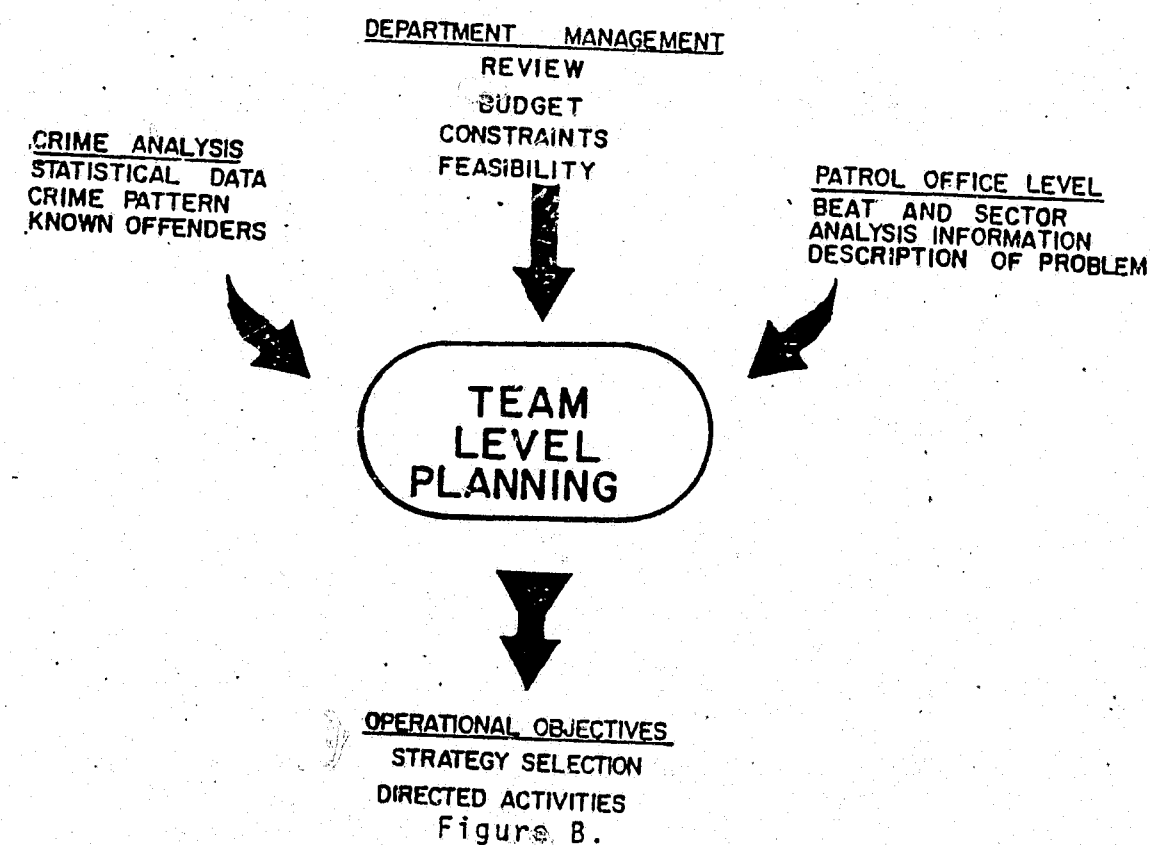 DEPARTMENT MANAGEMENT
REVIEW
BUDGET
CONSTRAINTS
FEASIBILITY
CRIME ANALYSIS
STATISTICAL DATA
CRIME PATTERN
KNOWN OFFENDERS
PATROL OFFICE LEVEL
BEAT AND SECTOR
ANALYSIS INFORMATION
DESCRIPTION OF PROBLEM
TEAM
LEVEL
PLANNING
OPERATIONAL OBJECTIVES
STRATEGY SELECTION
DIRECTED ACTIVITIES
Figure B.